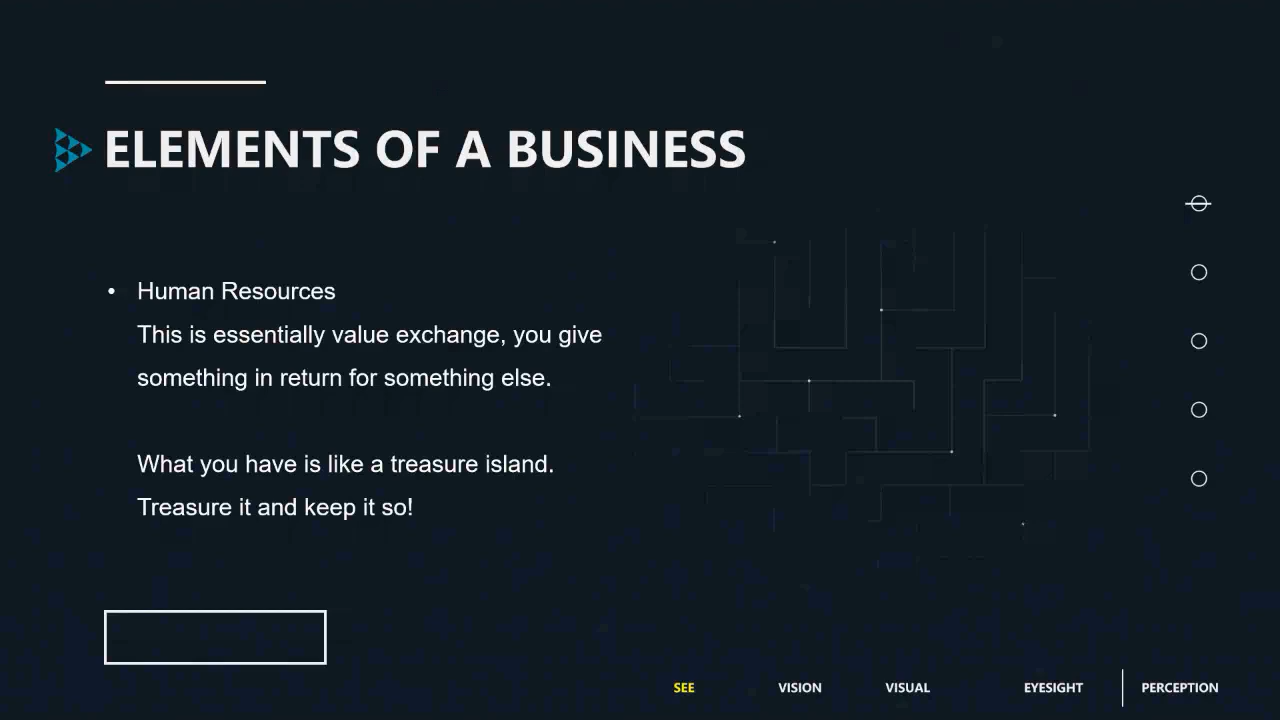 ELEMENTS OF A BUSINESS
• Human Resources
This is essentially value exchange, you give
something in return for something else.
What you have is like a treasure island.
Treasure it and keep it so!
SEE VISION VISUAL EYESIGHT PERCEPTION